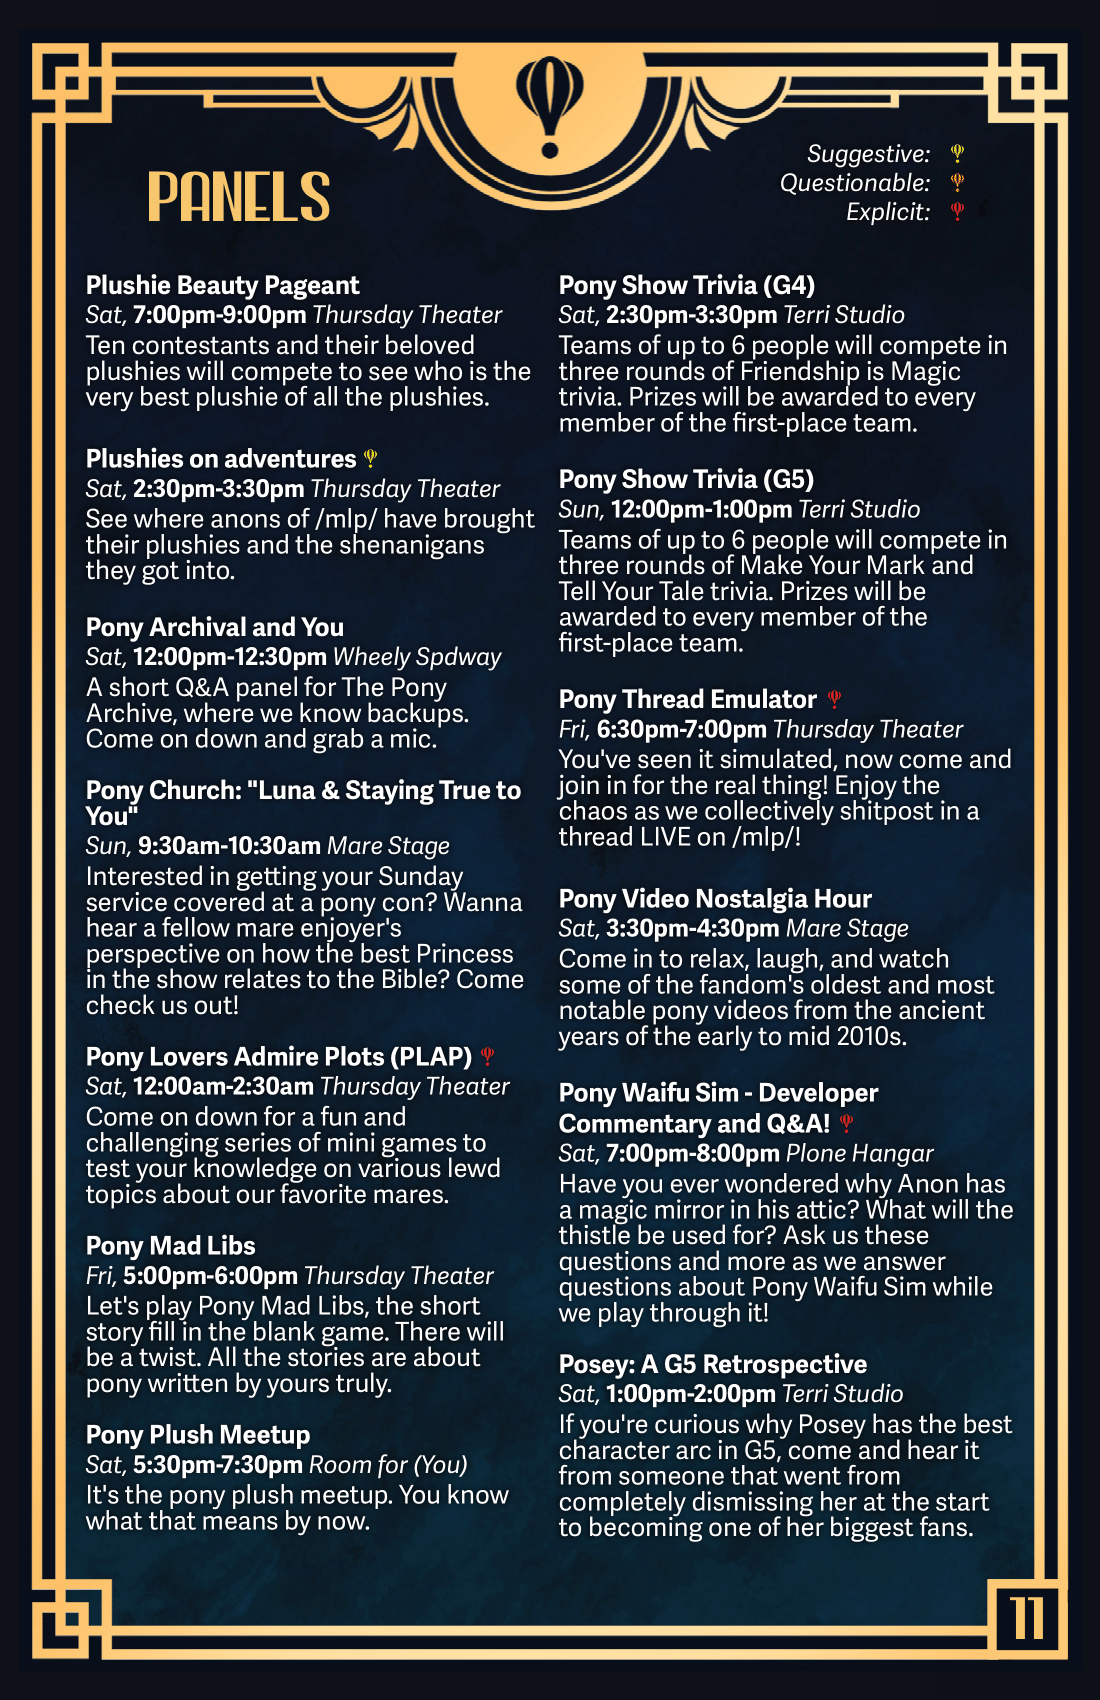 PANELS
Suggestive:
Questionable:
Explicit:
Plushie Beauty Pageant
Sat, 7:00pm-9:00pm Thursday Theater
Ten contestants and their beloved
plushies will compete to see who is the
very best plushie of all the plushies.
Plushies on adventures
Sat, 2:30pm-3:30pm Thursday Theater
See where anons of /mlp/ have brought
their plushies and the shenanigans
they got into.
Pony Archival and You
Sat, 12:00pm-12:30pm Wheely Spdway
A short Q&A panel for The Pony
Archive, where we know backups.
Come on down and grab a mic.
Pony Church: "Luna & Staying True to
You"
Sun, 9:30am-10:30am Mare Stage
Interested in getting your Sunday
service covered at a pony con? Wanna
hear a fellow mare enjoyer's
perspective on how the best Princess
in the show relates to the Bible? Come
check us out!
Pony Lovers Admire Plots (PLAP)
Sat, 12:00am-2:30am Thursday Theater
Come on down for a fun and
challenging series of mini games to
test your knowledge on various lewd
topics about our favorite mares.
Pony Mad Libs
Fri, 5:00pm-6:00pm Thursday Theater
Let's play Pony Mad Libs, the short
story fill in the blank game. There will
be a twist. All the stories are about
pony written by yours truly.
Pony Plush Meetup
Sat, 5:30pm-7:30pm Room for (You)
It's the pony plush meetup. You know
what that means by now.
Pony Show Trivia (G4)
Sat, 2:30pm-3:30pm Terri Studio
Teams of up to 6 people will compete in
three rounds of Friendship is Magic
trivia. Prizes will be awarded to every
member of the first-place team.
Pony Show Trivia (G5)
Sun, 12:00pm-1:00pm Terri Studio
Teams of up to 6 people will compete in
three rounds of Make Your Mark and
Tell Your Tale trivia. Prizes will be
awarded to every member of the
first-place team.
Pony Thread Emulator
Fri, 6:30pm-7:00pm Thursday Theater
You've seen it simulated, now come and
join in for the real thing! Enjoy the
chaos as we collectively shitpost in a
thread LIVE on /mlp/!
Pony Video Nostalgia Hour
Sat, 3:30pm-4:30pm Mare Stage
Come in to relax, laugh, and watch
some of the fandom's oldest and most
notable pony videos from the ancient
years of the early to mid 2010s.
Pony Waifu Sim - Developer
Commentary and Q&A!
Sat, 7:00pm-8:00pm Plone Hangar
Have you ever wondered why Anon has
a magic mirror in his attic? What will the
thistle be used for? Ask us these
questions and more as we answer
questions about Pony Waifu Sim while
we play through it!
Posey: A G5 Retrospective
Sat, 1:00pm-2:00pm Terri Studio
If you're curious why Posey has the best
character arc in G5, come and hear it
from someone that went from
completely dismissing her at the start
to becoming one of her biggest fans.
11